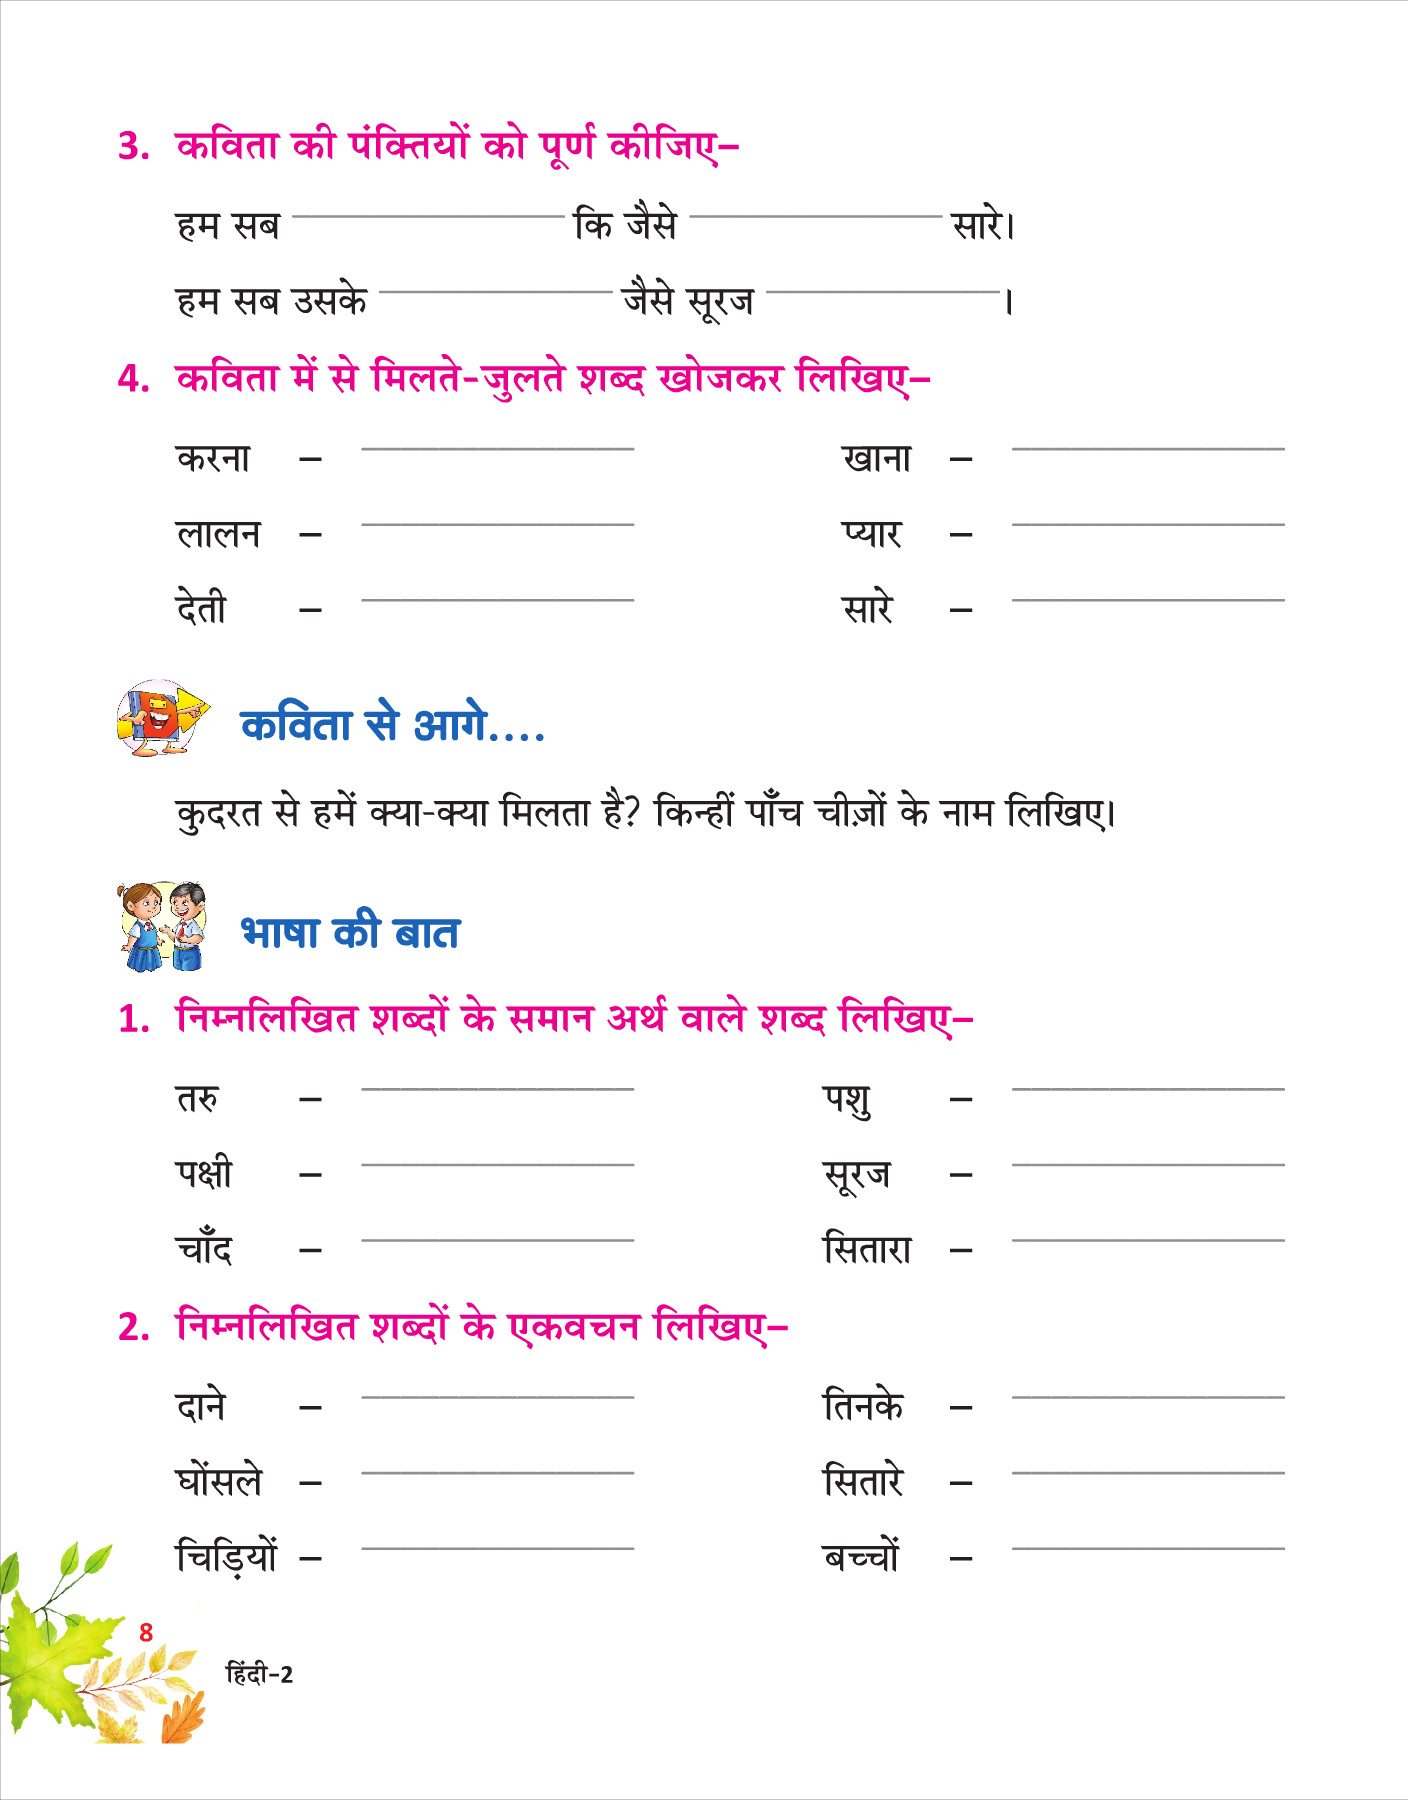 3. कविता की पंक्तियों को पूर्ण कीजिए–
हम सब ____________ कि जैसे ____________ सारे।
हम सब उसके ____________ जैसे सूरज ____________।
4. कविता में से मिलते-जुलते शब्द खोजकर लिखिए–
करना – ____________ खाना – ____________
लालन – ____________ प्यार – ____________
देती – ____________ सारे – ____________
कविता से आगे....
कुदरत से हमें क्या-क्या मिलता है? किन्हीं पाँच चीज़ों के नाम लिखिए।
भाषा की बात
1. निम्नलिखित शब्दों के समान अर्थ वाले शब्द लिखिए–
तरु – ____________ पशु – ____________
पक्षी – ____________ सूरज – ____________
चाँद – ____________ सितारा – ____________
2. निम्नलिखित शब्दों के एकवचन लिखिए–
दाने – ____________ तिनके – ____________
घोंसले – ____________ सितारे – ____________
चिड़ियों – ____________ बच्चों – ____________
8
हिंदी–2